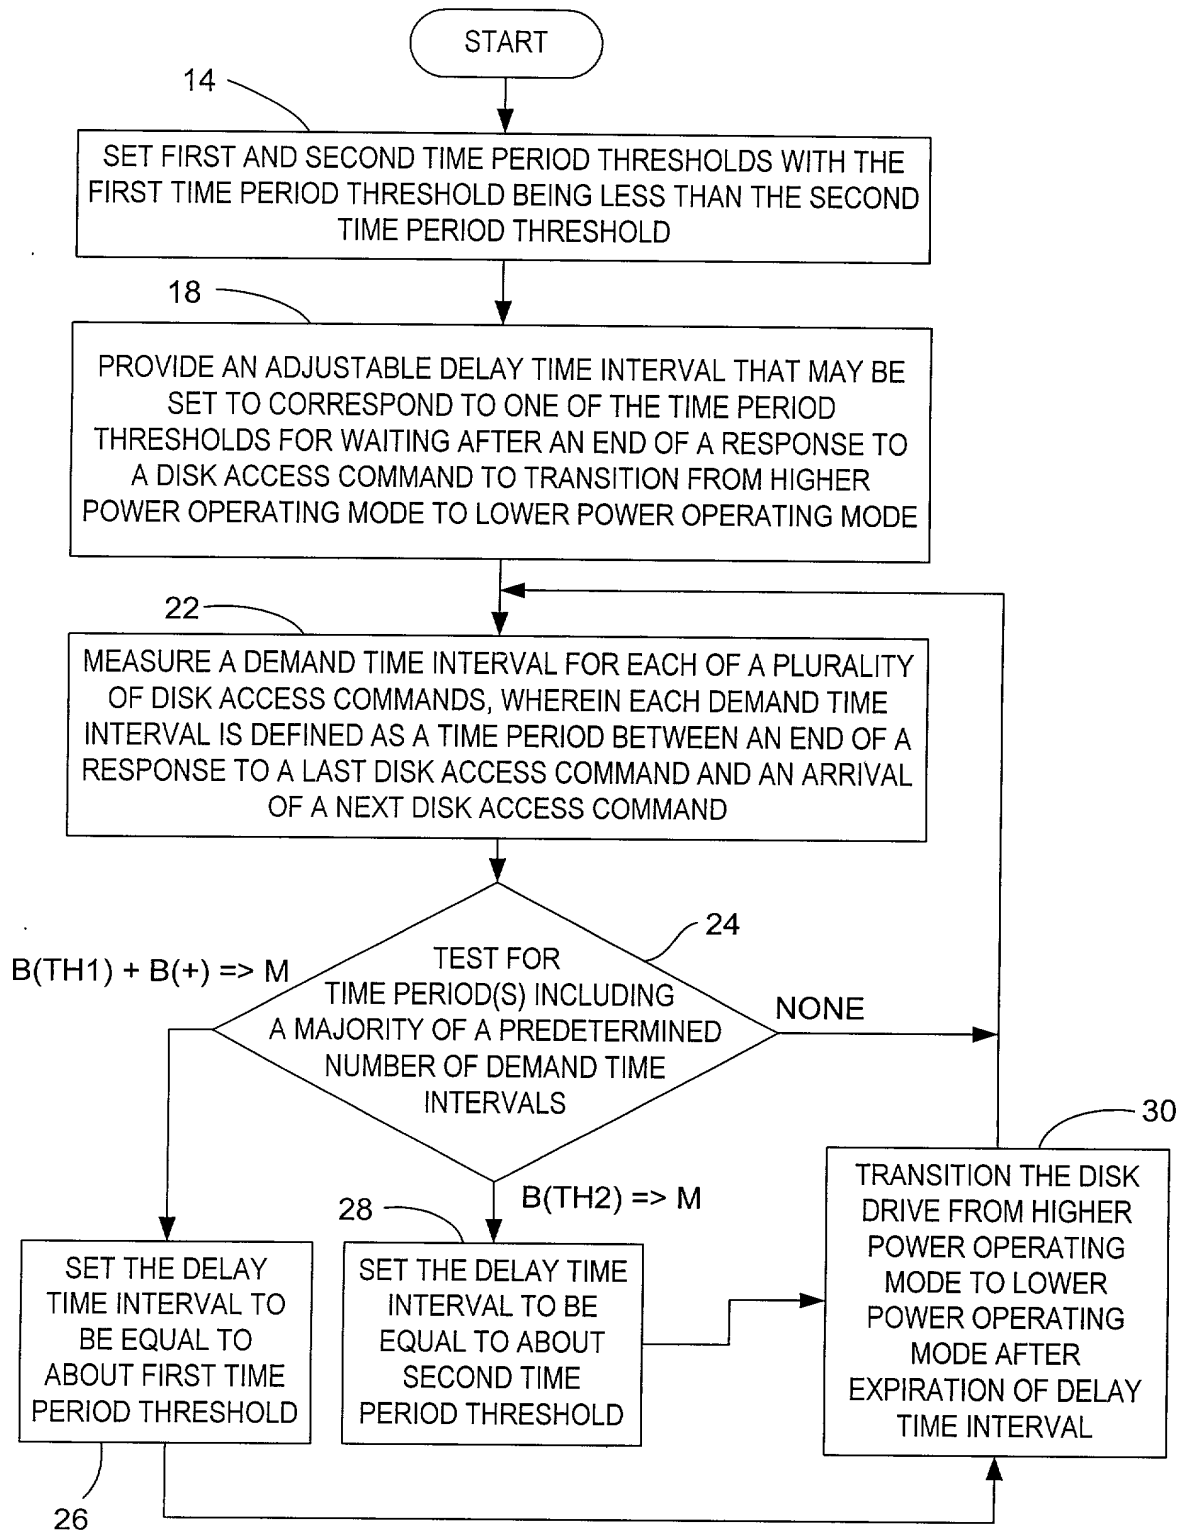 START
14
SET FIRST AND SECOND TIME PERIOD THRESHOLDS WITH THE
FIRST TIME PERIOD THRESHOLD BEING LESS THAN THE SECOND
TIME PERIOD THRESHOLD
18
PROVIDE AN ADJUSTABLE DELAY TIME INTERVAL THAT MAY BE
SET TO CORRESPOND TO ONE OF THE TIME PERIOD
THRESHOLDS FOR WAITING AFTER AN END OF A RESPONSE TO
A DISK ACCESS COMMAND TO TRANSITION FROM HIGHER
POWER OPERATING MODE TO LOWER POWER OPERATING MODE
22
MEASURE A DEMAND TIME INTERVAL FOR EACH OF A PLURALITY
OF DISK ACCESS COMMANDS, WHEREIN EACH DEMAND TIME
INTERVAL IS DEFINED AS A TIME PERIOD BETWEEN AN END OF A
RESPONSE TO A LAST DISK ACCESS COMMAND AND AN ARRIVAL
OF A NEXT DISK ACCESS COMMAND
24
B(TH1) + B(+) => M
TEST FOR
TIME PERIOD(S) INCLUDING
A MAJORITY OF A PREDETERMINED
NUMBER OF DEMAND TIME
INTERVALS
NONE
B(TH2) => M
26
SET THE DELAY
TIME INTERVAL TO
BE EQUAL TO
ABOUT FIRST TIME
PERIOD THRESHOLD
28
SET THE DELAY TIME
INTERVAL TO BE
EQUAL TO ABOUT
SECOND TIME
PERIOD THRESHOLD
30
TRANSITION THE DISK
DRIVE FROM HIGHER
POWER OPERATING
MODE TO LOWER
POWER OPERATING
MODE AFTER
EXPIRATION OF DELAY
TIME INTERVAL